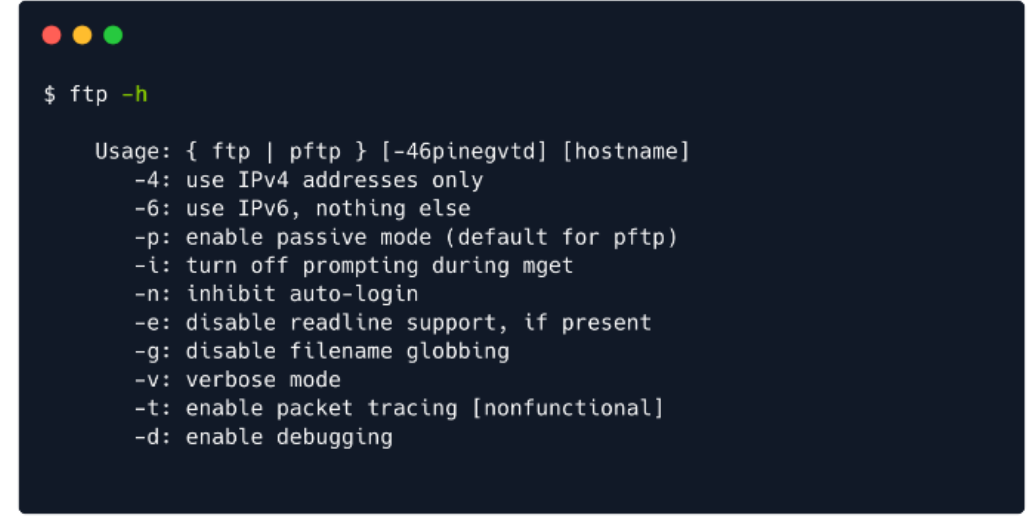 $ ftp -h
Usage: { ftp | pftp } [-46pinegvtd] [hostname]
-4: use IPv4 addresses only
-6: use IPv6, nothing else
-p: enable passive mode (default for pftp)
-i: turn off prompting during mget
-n: inhibit auto-login
-e: disable readline support, if present
-g: disable filename globbing
-v: verbose mode
-t: enable packet tracing [nonfunctional]
-d: enable debugging